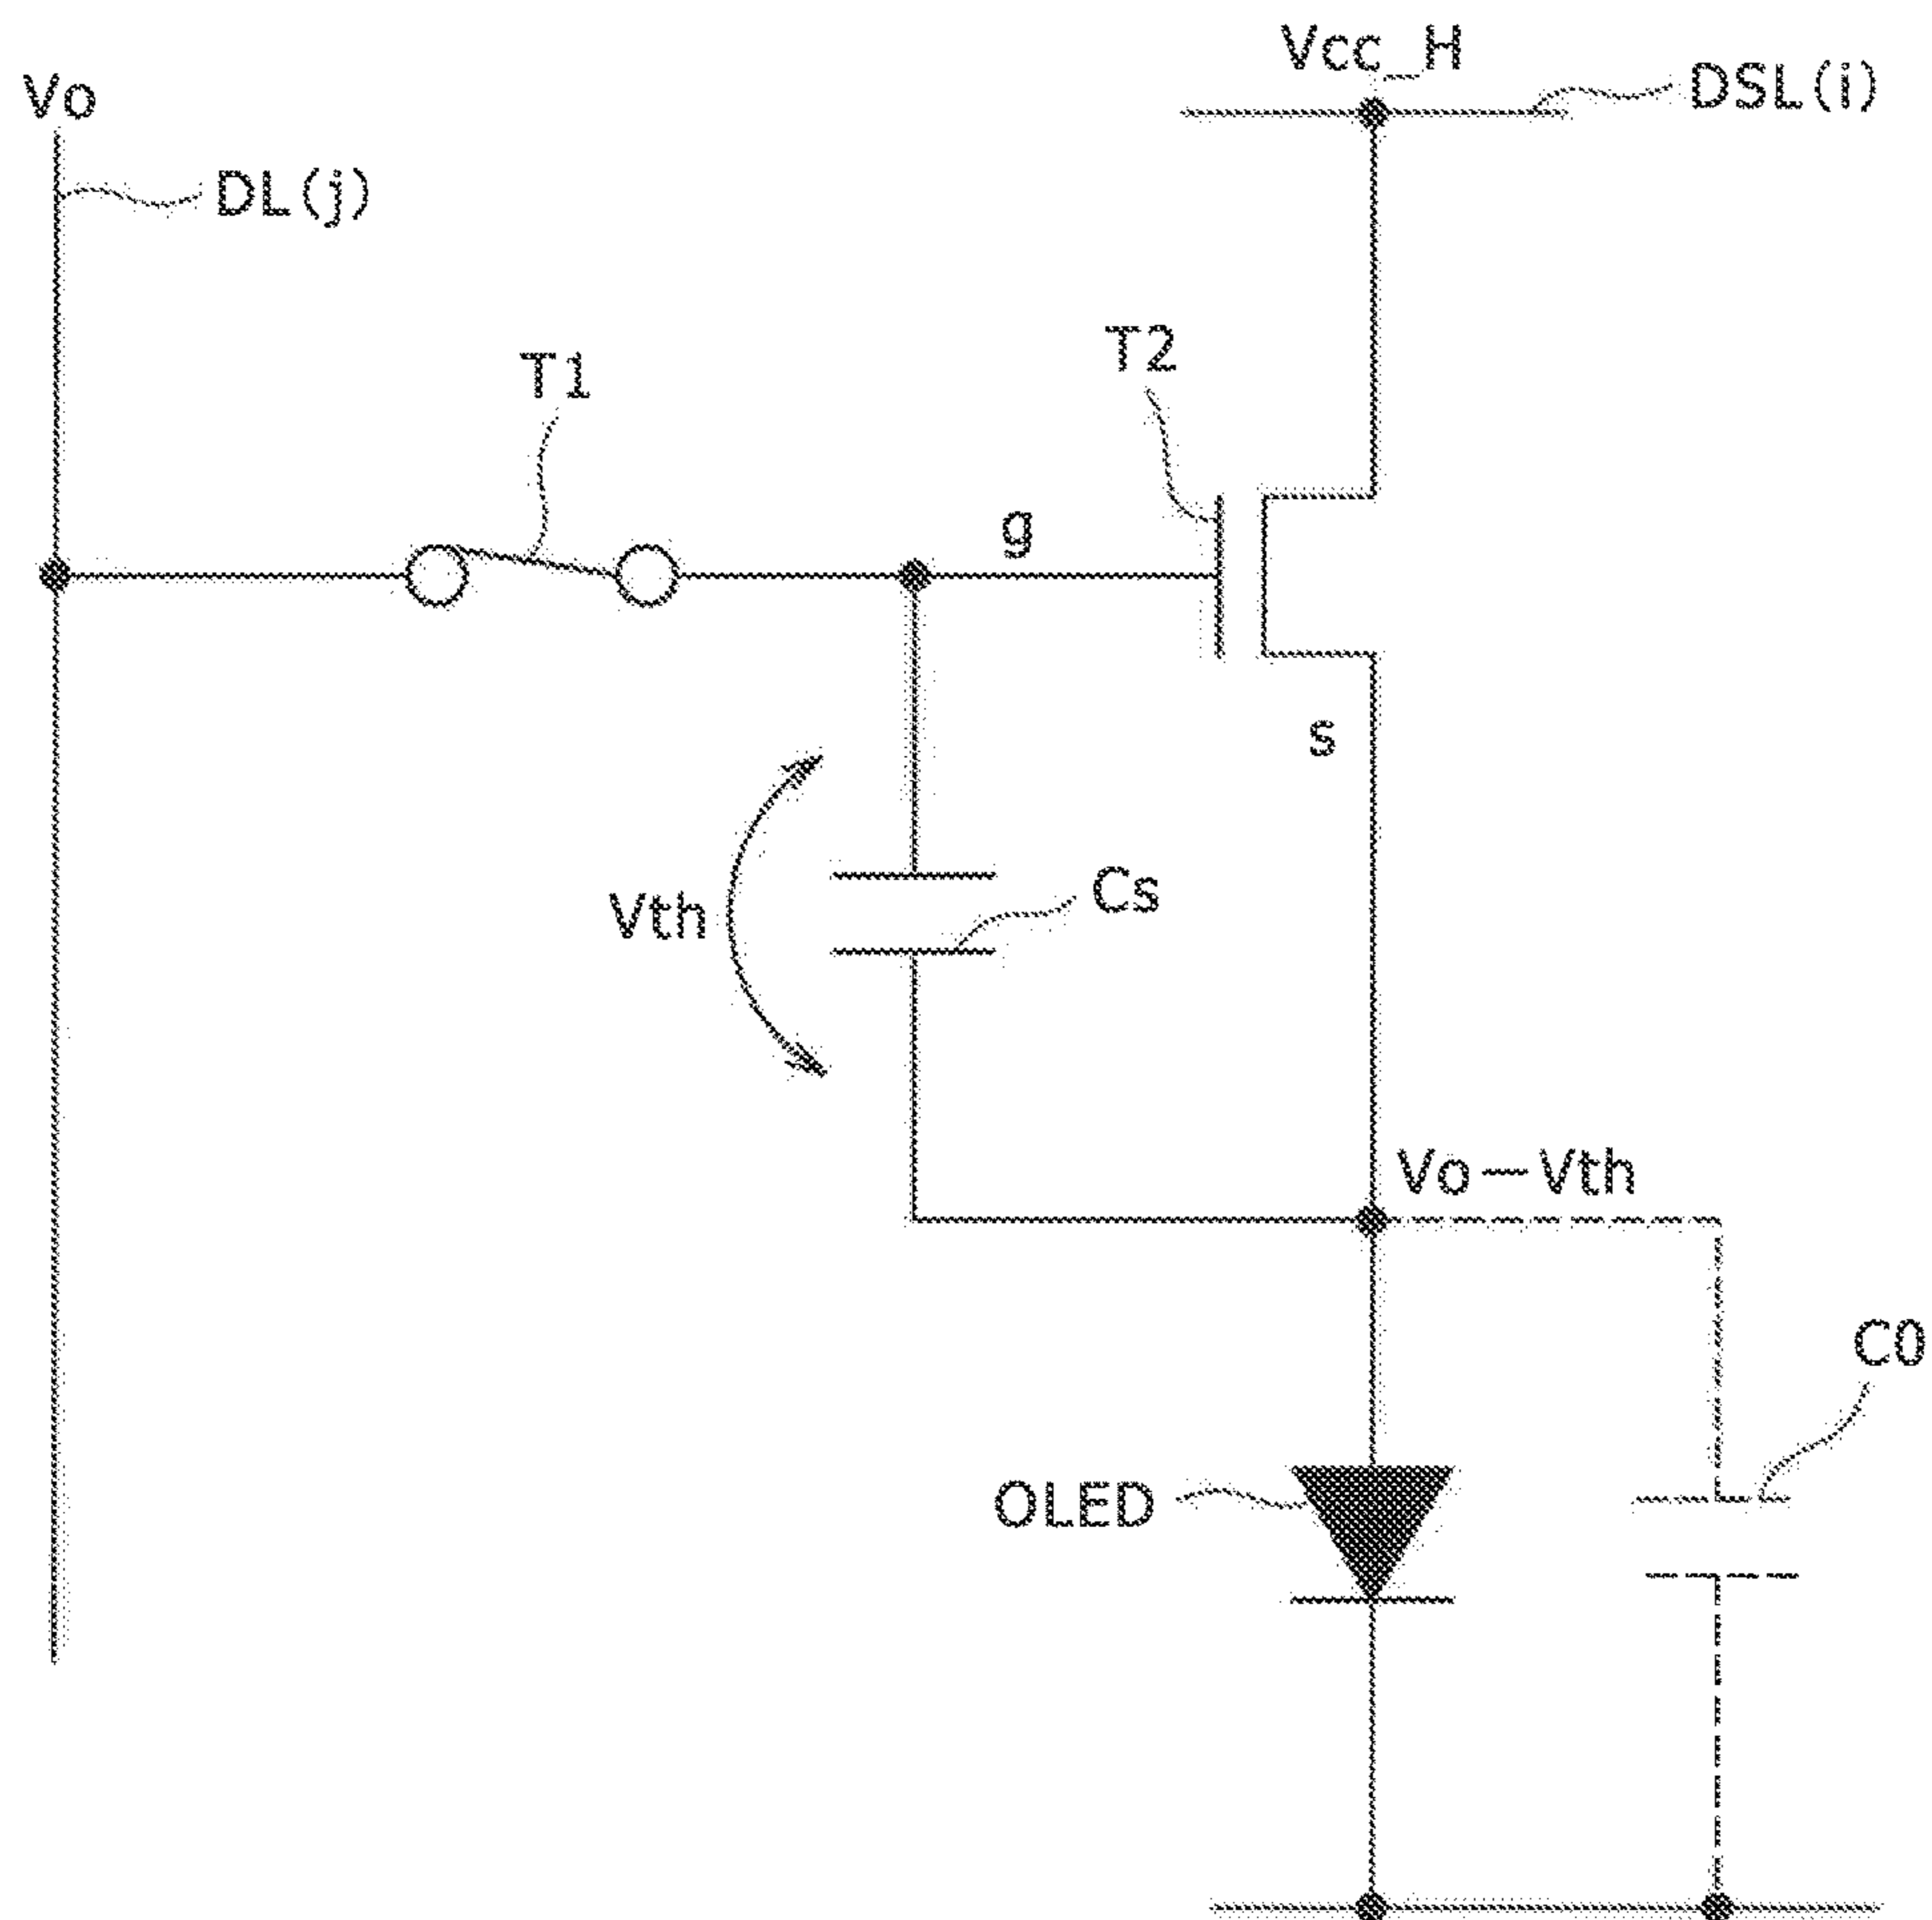 Vcc_H
DSL(i)
Vo
DL(j)
T2
T1
g
s
Cs
Vth
Vo—Vth
C0
OLED